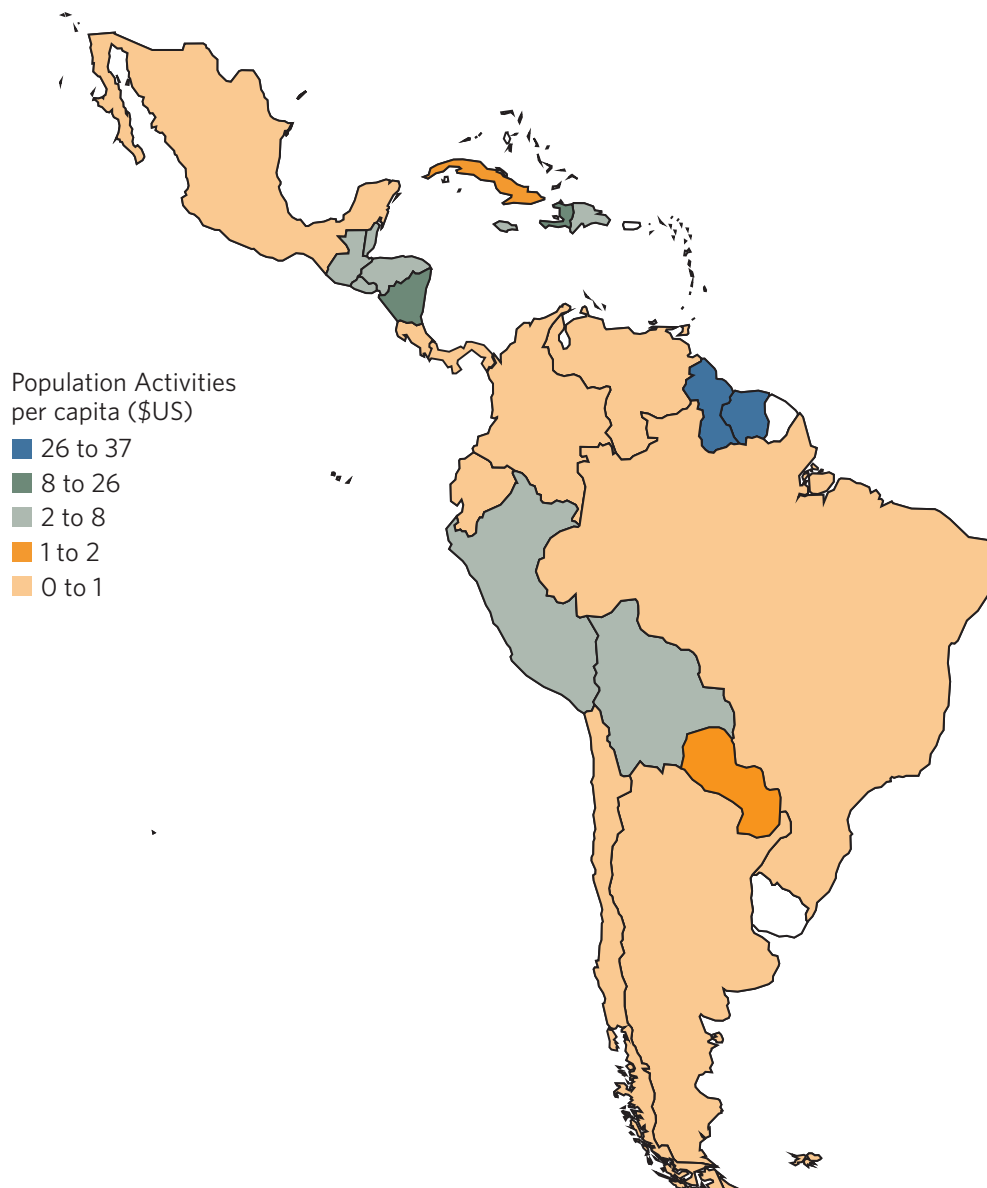 Population Activities
per capita ($US)
26 to 37
8 to 26
2 to 8
1 to 2
0 to 1